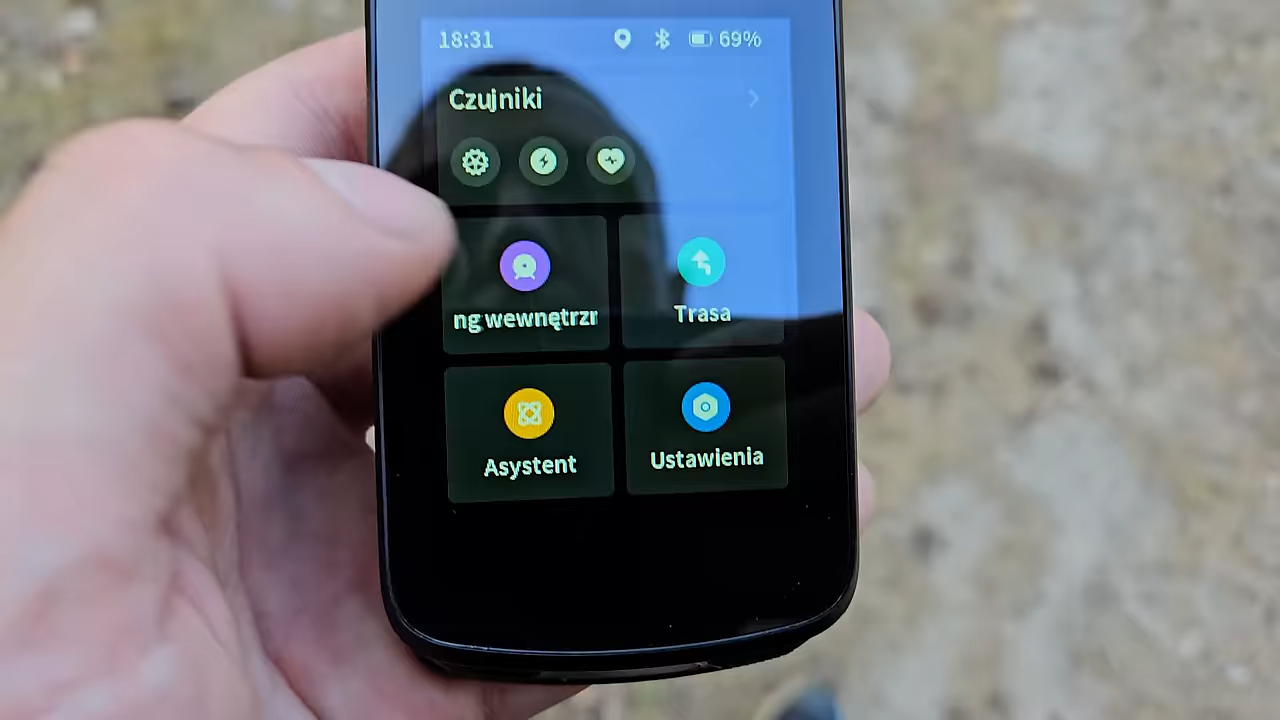 18:31 69%
Czujniki
ng wewnętrzr
Trasa
Asystent
Ustawienia